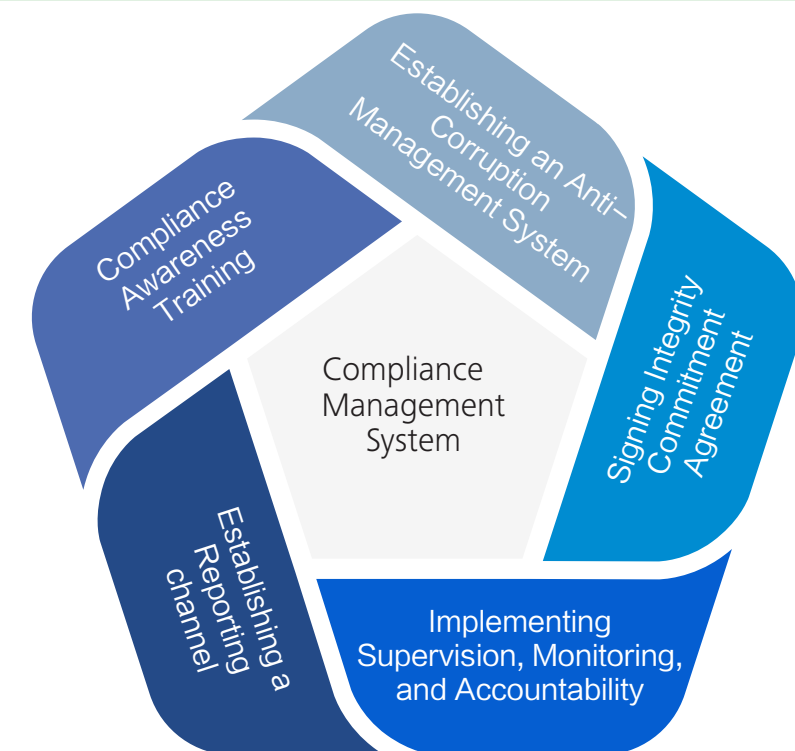 Establishing an Anti–
Corruption
Management System
Signing Integrity
Commitment
Agreement
Implementing
Supervision, Monitoring,
and Accountability
Establishing a
Reporting
channel
Compliance
Awareness
Training
Compliance
Management
System